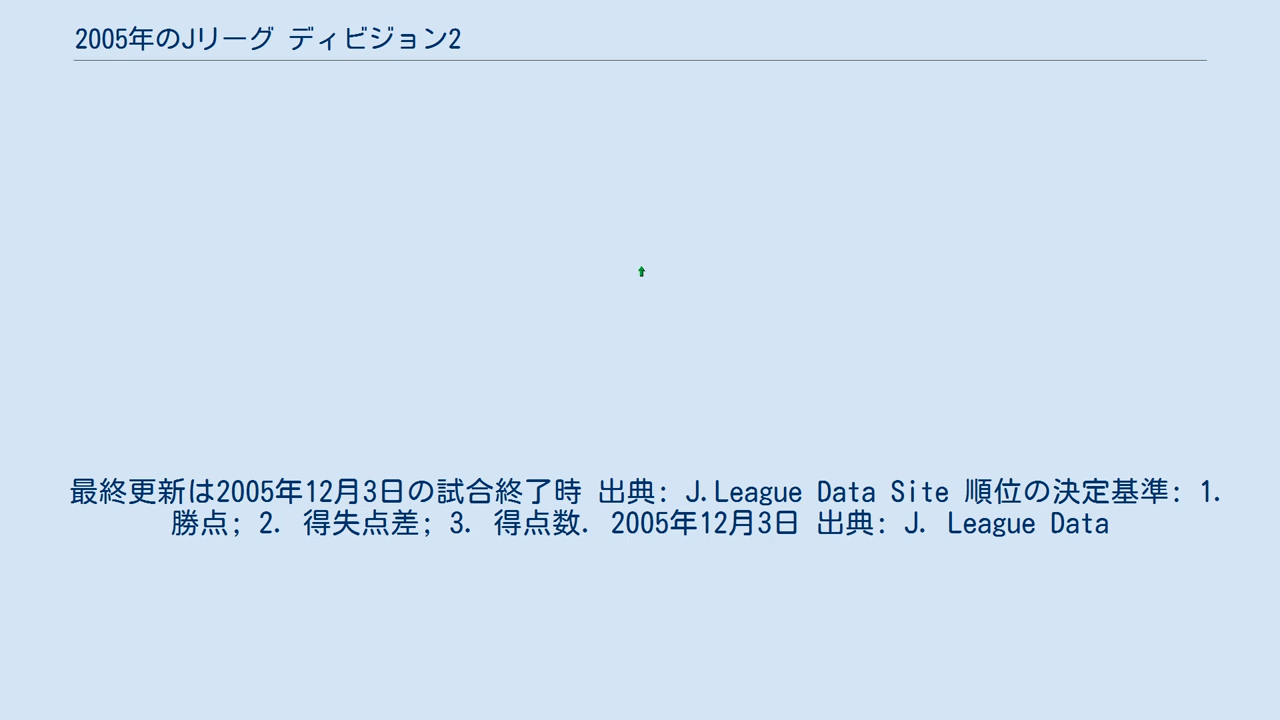 2005年のJリーグ ディビジョン2
最終更新は2005年12月3日の試合終了時 出典: J.League Data Site 順位の決定基準: 1.
勝点; 2. 得失点差; 3. 得点数. 2005年12月3日 出典: J. League Data